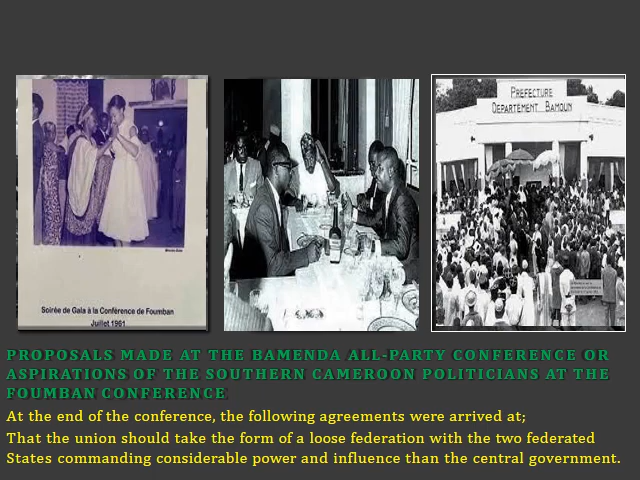 PREFECTURE
DEPARTEMENT BAMOUN
Soirée de Gala à la Conférence de Foumban
Juillet 1961
PROPOSALS MADE AT THE BAMENDA ALL-PARTY CONFERENCE OR
ASPIRATIONS OF THE SOUTHERN CAMEROON POLITICIANS AT THE
FOUMBAN CONFERENCE
At the end of the conference, the following agreements were arrived at;
That the union should take the form of a loose federation with the two federated
States commanding considerable power and influence than the central government.